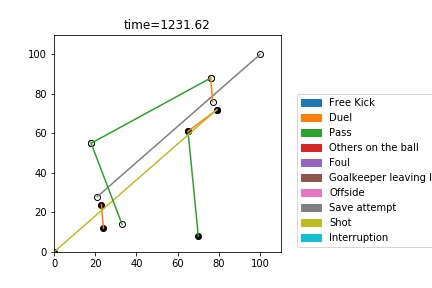 time=1231.62
100
80
60
40
20
0
0
20
40
60
80
100
Free Kick
Duel
Pass
Others on the ball
Foul
Goalkeeper leaving l
Offside
Save attempt
Shot
Interruption